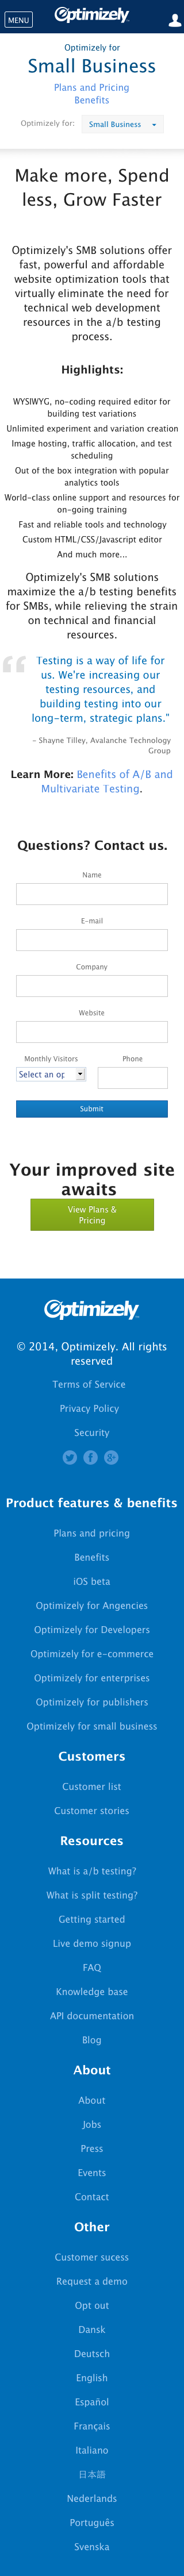 MENU
Optimizely
Optimizely for
Small Business
Plans and Pricing
Benefits
Optimizely for:
Small Business
Make more, Spend
less, Grow Faster
Optimizely's SMB solutions offer
fast, powerful and affordable
website optimization tools that
virtually eliminate the need for
technical web development
resources in the a/b testing
process.
Highlights:
WYSIWYG, no-coding required editor for
building test variations
Unlimited experiment and variation creation
Image hosting, traffic allocation, and test
scheduling
Out of the box integration with popular
analytics tools
World-class online support and resources for
on-going training
Fast and reliable tools and technology
Custom HTML/CSS/Javascript editor
And much more...
Optimizely's SMB solutions
maximize the a/b testing benefits
for SMBs, while relieving the strain
on technical and financial
resources.
“ Testing is a way of life for
us. We're increasing our
testing resources, and
building testing into our
long-term, strategic plans."
- Shayne Tilley, Avalanche Technology
Group
Learn More: Benefits of A/B and
Multivariate Testing.
Questions? Contact us.
Name
E-mail
Company
Website
Monthly Visitors
Phone
Select an op
Submit
Your improved site
awaits
View Plans &
Pricing
Optimizely
© 2014, Optimizely. All rights
reserved
Terms of Service
Privacy Policy
Security
Product features & benefits
Plans and pricing
Benefits
iOS beta
Optimizely for Angencies
Optimizely for Developers
Optimizely for e-commerce
Optimizely for enterprises
Optimizely for publishers
Optimizely for small business
Customers
Customer list
Customer stories
Resources
What is a/b testing?
What is split testing?
Getting started
Live demo signup
FAQ
Knowledge base
API documentation
Blog
About
About
Jobs
Press
Events
Contact
Other
Customer sucess
Request a demo
Opt out
Dansk
Deutsch
English
Español
Français
Italiano
日本語
Nederlands
Português
Svenska